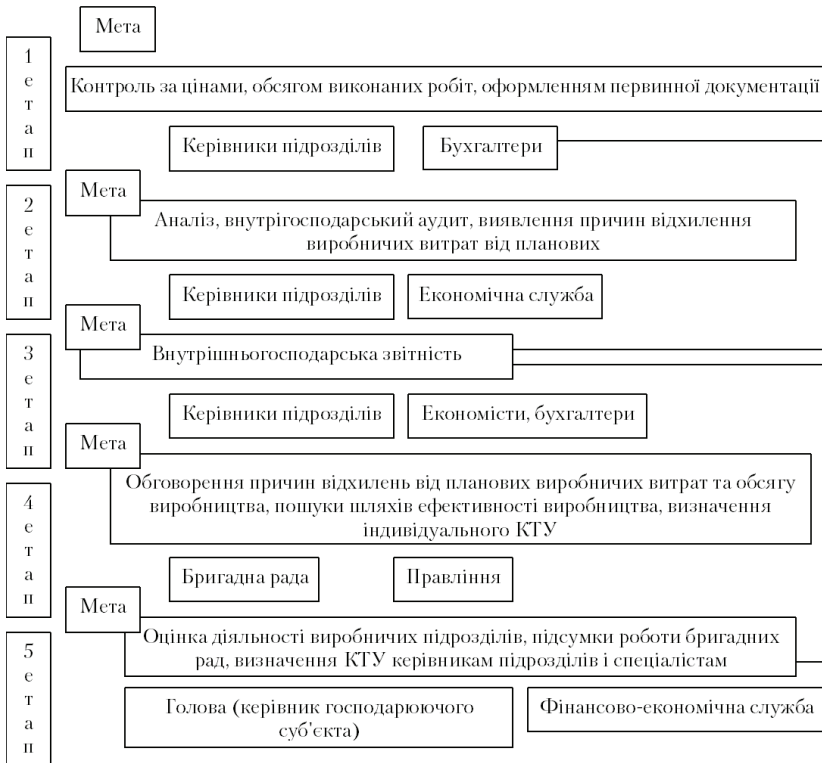 Мета
1
е
т
а
п
Контроль за цінами, обсягом виконаних робіт, оформленням первинної документації
Керівники підрозділів
Бухгалтери
Мета
2
е
т
а
п
Аналіз, внутрігосподарський аудит, виявлення причин відхилення
виробничих витрат від планових
Керівники підрозділів
Економічна служба
Мета
3
е
т
а
п
Внутрішньогосподарська звітність
Керівники підрозділів
Економісти, бухгалтери
Мета
Обговорення причин відхилень від планових виробничих витрат та обсягу
виробництва, пошуки шляхів ефективності виробництва, визначення
індивідуального КТУ
4
е
т
а
п
Бригадна рада
Правління
Мета
Оцінка діяльності виробничих підрозділів, підсумки роботи бригадних
рад, визначення КТУ керівникам підрозділів і спеціалістам
5
е
т
а
п
Голова (керівник господарюючого
суб'єкта)
Фінансово-економічна служба